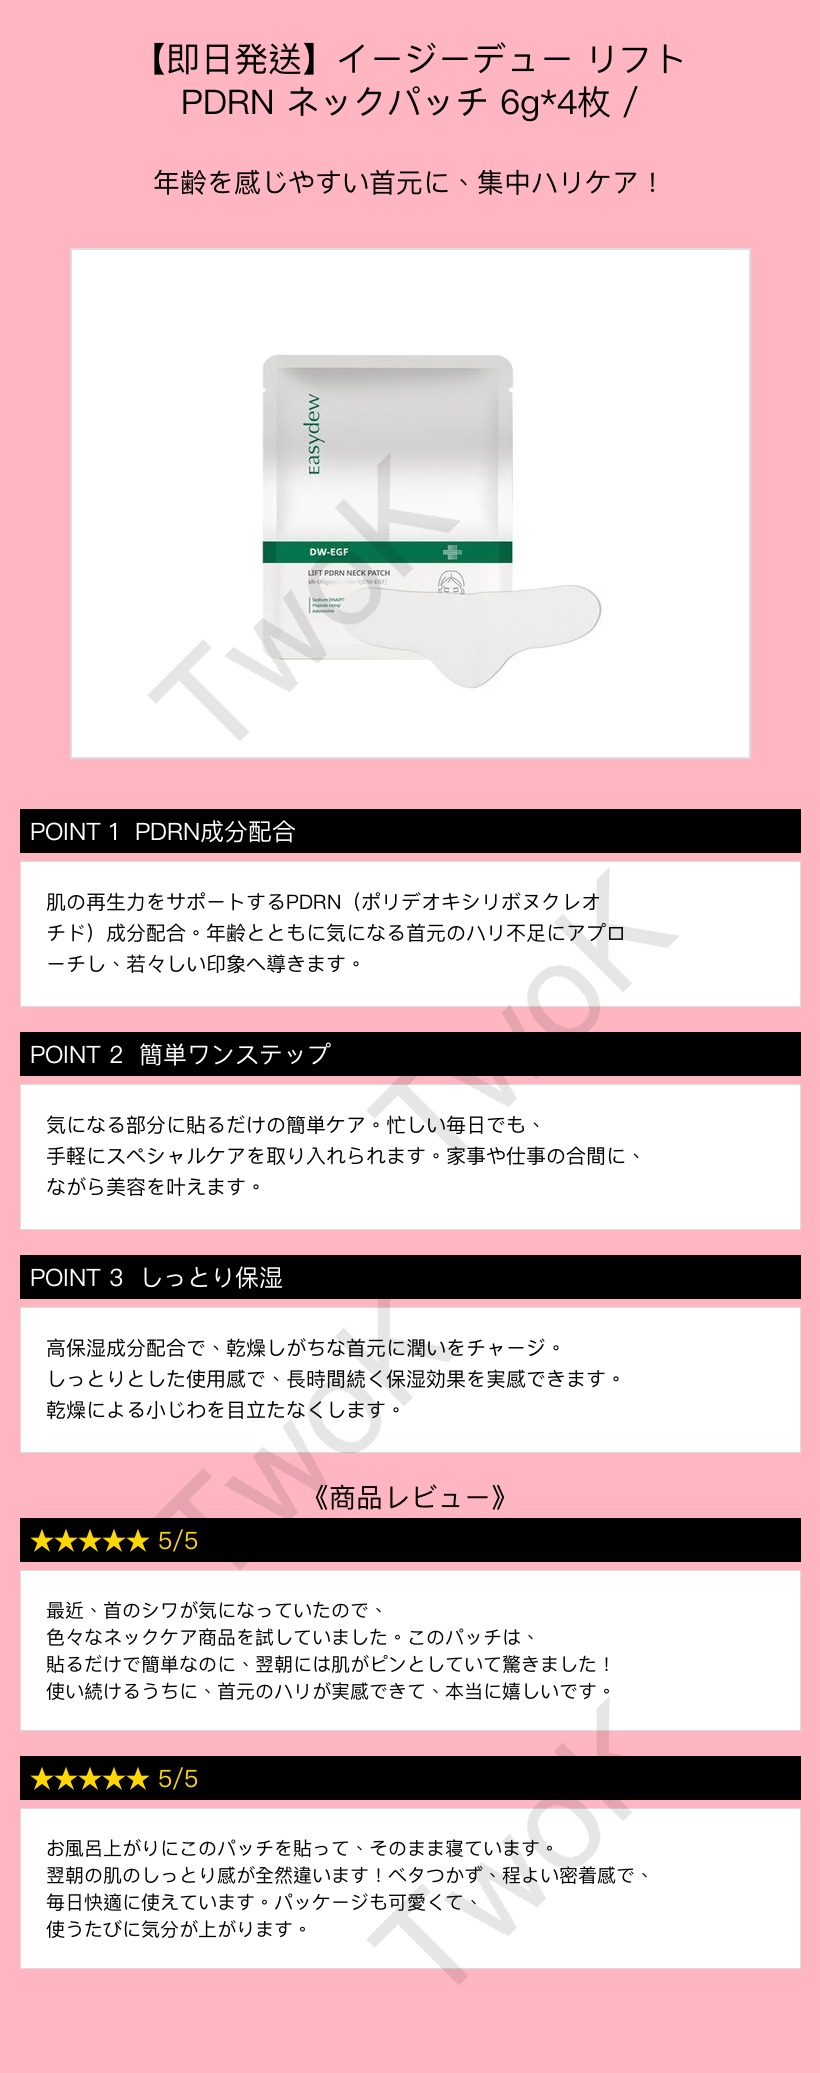 【即日発送】イージーデュー リフト
PDRN ネックパッチ 6g*4枚 /
年齢を感じやすい首元に、集中ハリケア！
Easydew
DW-EGF
LIFT PDRN NECK PATCH
Sodium DNA/PT
Peptide comp
Adenosine
TwoK
POINT 1 PDRN成分配合
肌の再生力をサポートするPDRN（ポリデオキシリボヌクレオ
チド）成分配合。年齢とともに気になる首元のハリ不足にアプロ
ーチし、若々しい印象へ導きます。
TwoK
POINT 2 簡単ワンステップ
気になる部分に貼るだけの簡単ケア。忙しい毎日でも、
手軽にスペシャルケアを取り入れられます。家事や仕事の合間に、
ながら美容を叶えます。
POINT 3 しっとり保湿
高保湿成分配合で、乾燥しがちな首元に潤いをチャージ。
しっとりとした使用感で、長時間続く保湿効果を実感できます。
乾燥による小じわを目立たなくします。
TwoK
《商品レビュー》
★★★★★ 5/5
最近、首のシワが気になっていたので、
色々なネックケア商品を試していました。このパッチは、
貼るだけで簡単なのに、翌朝には肌がピンとしていて驚きました！
使い続けるうちに、首元のハリが実感できて、本当に嬉しいです。
★★★★★ 5/5
お風呂上がりにこのパッチを貼って、そのまま寝ています。
翌朝の肌のしっとり感が全然違います！ベタつかず、程よい密着感で、
毎日快適に使えています。パッケージも可愛くて、
使うたびに気分が上がります。
TwoK